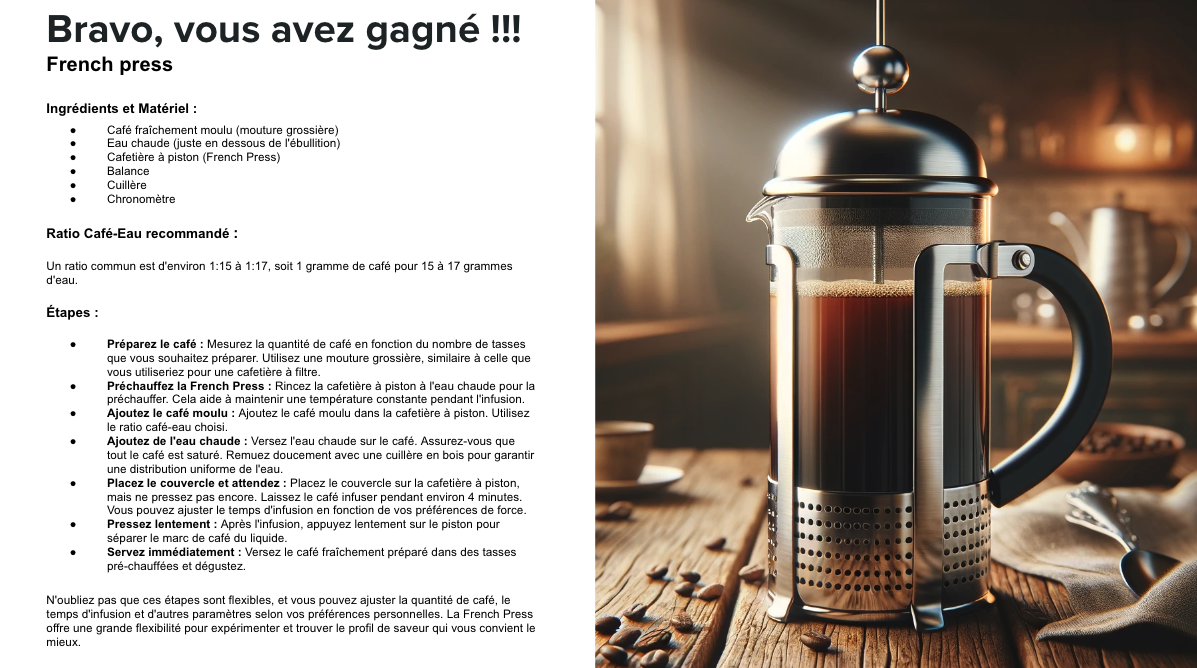 Bravo, vous avez gagné !!!
French press
Ingrédients et Matériel :
● Café fraîchement moulu (mouture grossière)
● Eau chaude (juste en dessous de l'ébullition)
● Cafetière à piston (French Press)
● Balance
● Cuillère
● Chronomètre
Ratio Café-Eau recommandé :
Un ratio commun est d'environ 1:15 à 1:17, soit 1 gramme de café pour 15 à 17 grammes
d'eau.
Étapes :
● Préparez le café : Mesurez la quantité de café en fonction du nombre de tasses
que vous souhaitez préparer. Utilisez une mouture grossière, similaire à celle que
vous utiliseriez pour une cafetière à filtre.
● Préchauffez la French Press : Rincez la cafetière à piston à l'eau chaude pour la
préchauffer. Cela aide à maintenir une température constante pendant l'infusion.
● Ajoutez le café moulu : Ajoutez le café moulu dans la cafetière à piston. Utilisez
le ratio café-eau choisi.
● Ajoutez de l'eau chaude : Versez l'eau chaude sur le café. Assurez-vous que
tout le café est saturé. Remuez doucement avec une cuillère en bois pour garantir
une distribution uniforme de l'eau.
● Placez le couvercle et attendez : Placez le couvercle sur la cafetière à piston,
mais ne pressez pas encore. Laissez le café infuser pendant environ 4 minutes.
Vous pouvez ajuster le temps d'infusion en fonction de vos préférences de force.
● Pressez lentement : Après l'infusion, appuyez lentement sur le piston pour
séparer le marc de café du liquide.
● Servez immédiatement : Versez le café fraîchement préparé dans des tasses
pré-chauffées et dégustez.
N'oubliez pas que ces étapes sont flexibles, et vous pouvez ajuster la quantité de café, le
temps d'infusion et d'autres paramètres selon vos préférences personnelles. La French Press
offre une grande flexibilité pour expérimenter et trouver le profil de saveur qui vous convient le
mieux.